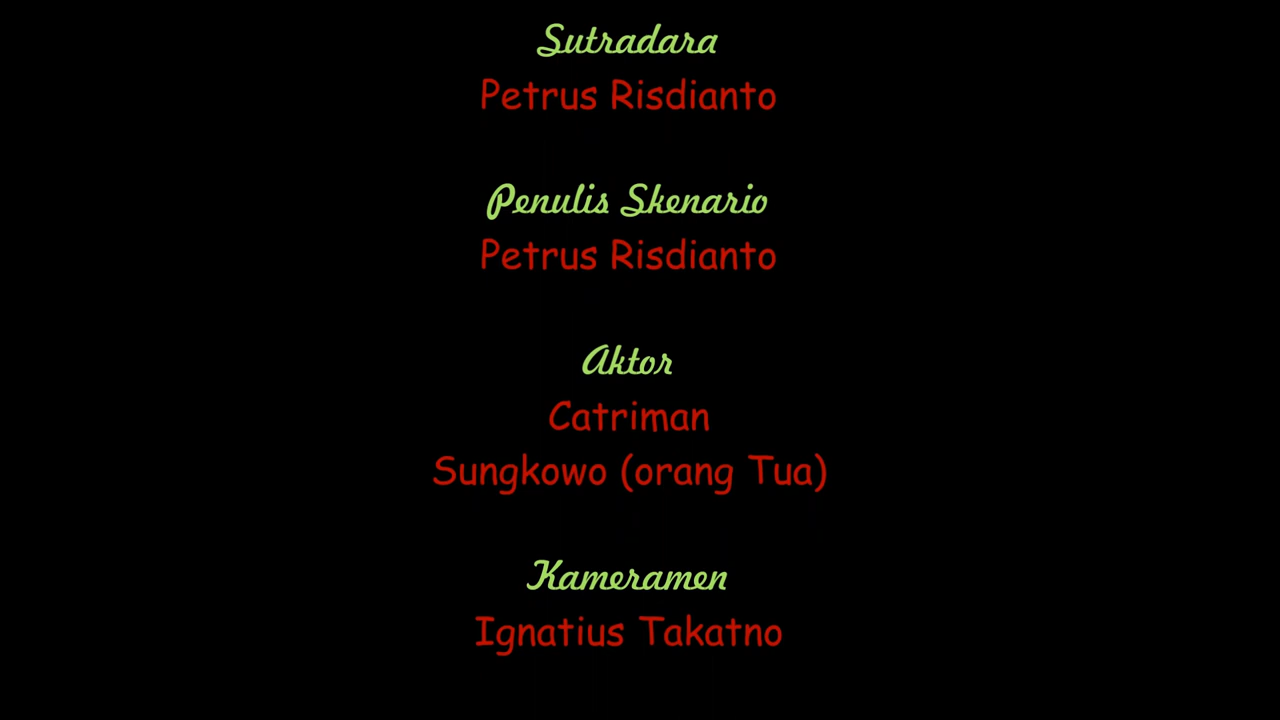 Sutradara
Petrus Risdianto
Penulis Skenario
Petrus Risdianto
Aktor
Catriman
Sungkowo (orang Tua)
Kameramen
Ignatius Takatno